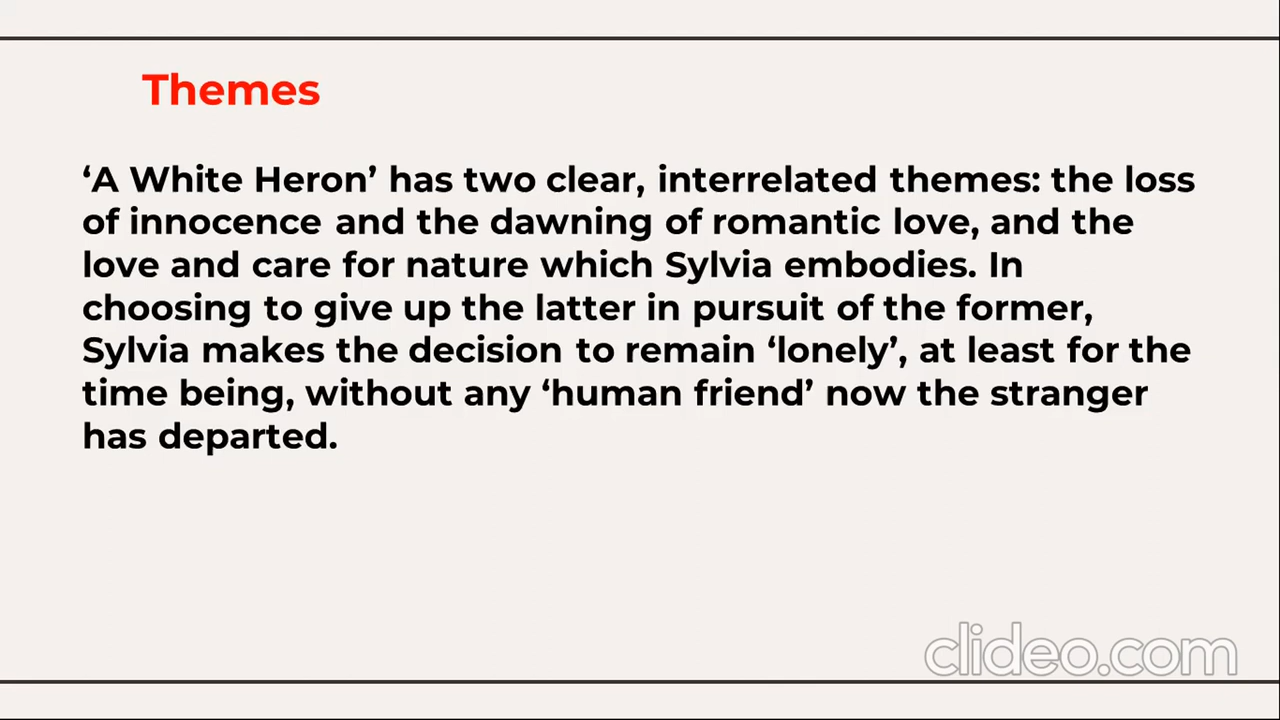 Themes
‘A White Heron’ has two clear, interrelated themes: the loss
of innocence and the dawning of romantic love, and the
love and care for nature which Sylvia embodies. In
choosing to give up the latter in pursuit of the former,
Sylvia makes the decision to remain ‘lonely’, at least for the
time being, without any ‘human friend’ now the stranger
has departed.
clideo.com